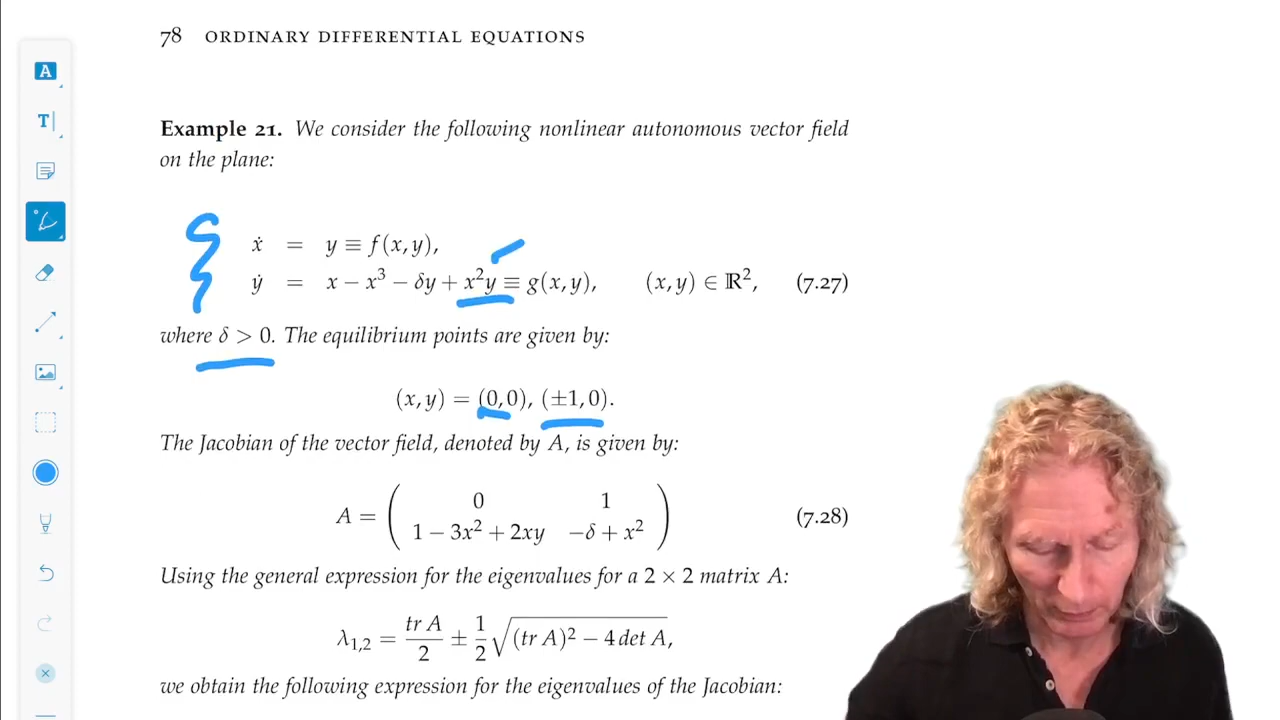 78 ORDINARY DIFFERENTIAL EQUATIONS
Example 21. We consider the following nonlinear autonomous vector field
on the plane:
ẋ = y ≡ f(x, y),
ẏ = x − x³ − δy + x²y ≡ g(x, y), (x, y) ∈ ℝ², (7.27)
where δ > 0. The equilibrium points are given by:
(x, y) = (0, 0), (±1, 0).
The Jacobian of the vector field, denoted by A, is given by:
A = ( 0 1
1 − 3x² + 2xy −δ + x² ) (7.28)
Using the general expression for the eigenvalues for a 2 × 2 matrix A:
λ₁,₂ = tr A / 2 ± 1/2 √((tr A)² − 4 det A),
we obtain the following expression for the eigenvalues of the Jacobian:
A
T